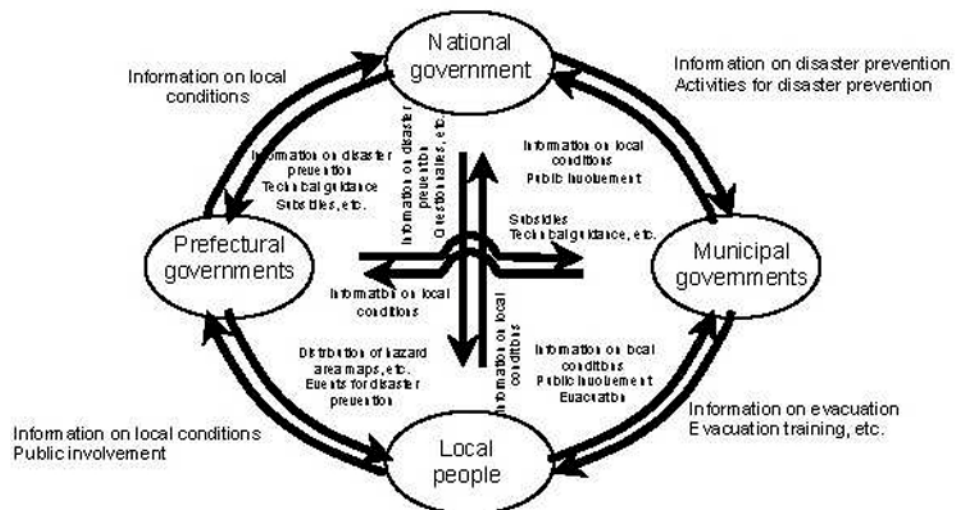 National
government
Information on local
conditions
Information on disaster prevention
Activities for disaster prevention
Information on disaster
prevention
Technical guidance
Subsidies, etc.
Information on disaster
prevention
Questionnaires, etc.
Information on local
conditions
Public involvement
Subsidies
Technical guidance, etc.
Prefectural
governments
Municipal
governments
Information on local
conditions
Information on local
conditions
Distribution of hazard
area maps, etc.
Events for disaster
prevention
Information on local
conditions
Public involvement
Evacuation
Information on local conditions
Public involvement
Information on evacuation
Evacuation training, etc.
Local
people